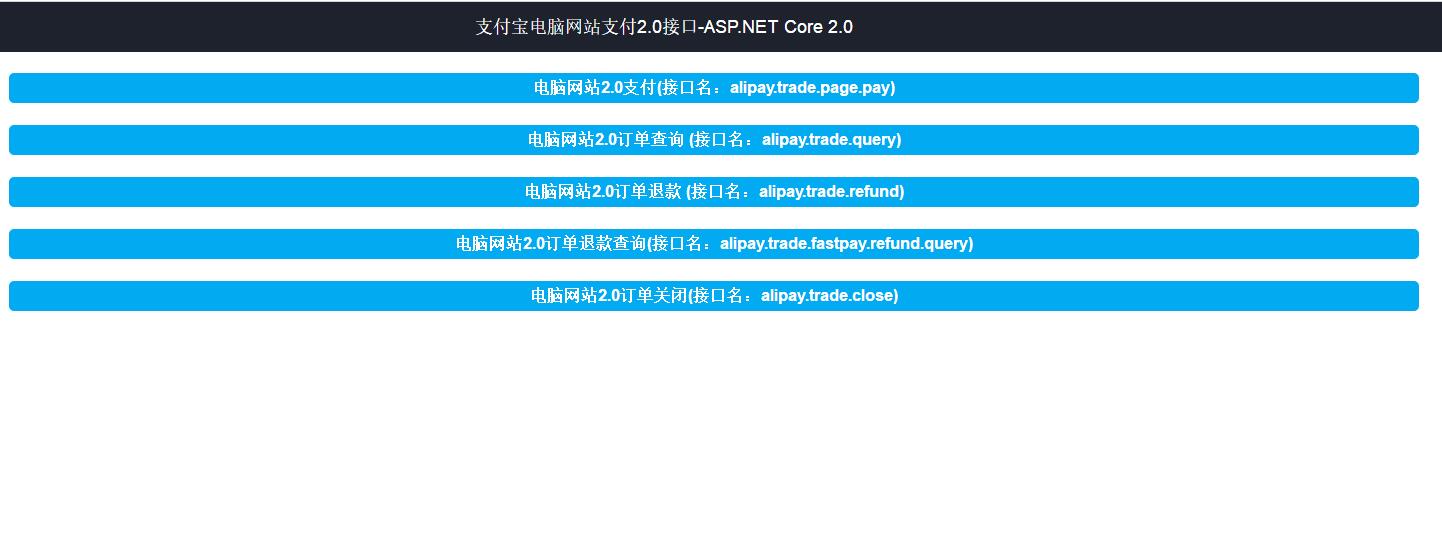 支付宝电脑网站支付2.0接口-ASP.NET Core 2.0
电脑网站2.0支付(接口名：alipay.trade.page.pay)
电脑网站2.0订单查询 (接口名：alipay.trade.query)
电脑网站2.0订单退款 (接口名：alipay.trade.refund)
电脑网站2.0订单退款查询(接口名：alipay.trade.fastpay.refund.query)
电脑网站2.0订单关闭(接口名：alipay.trade.close)